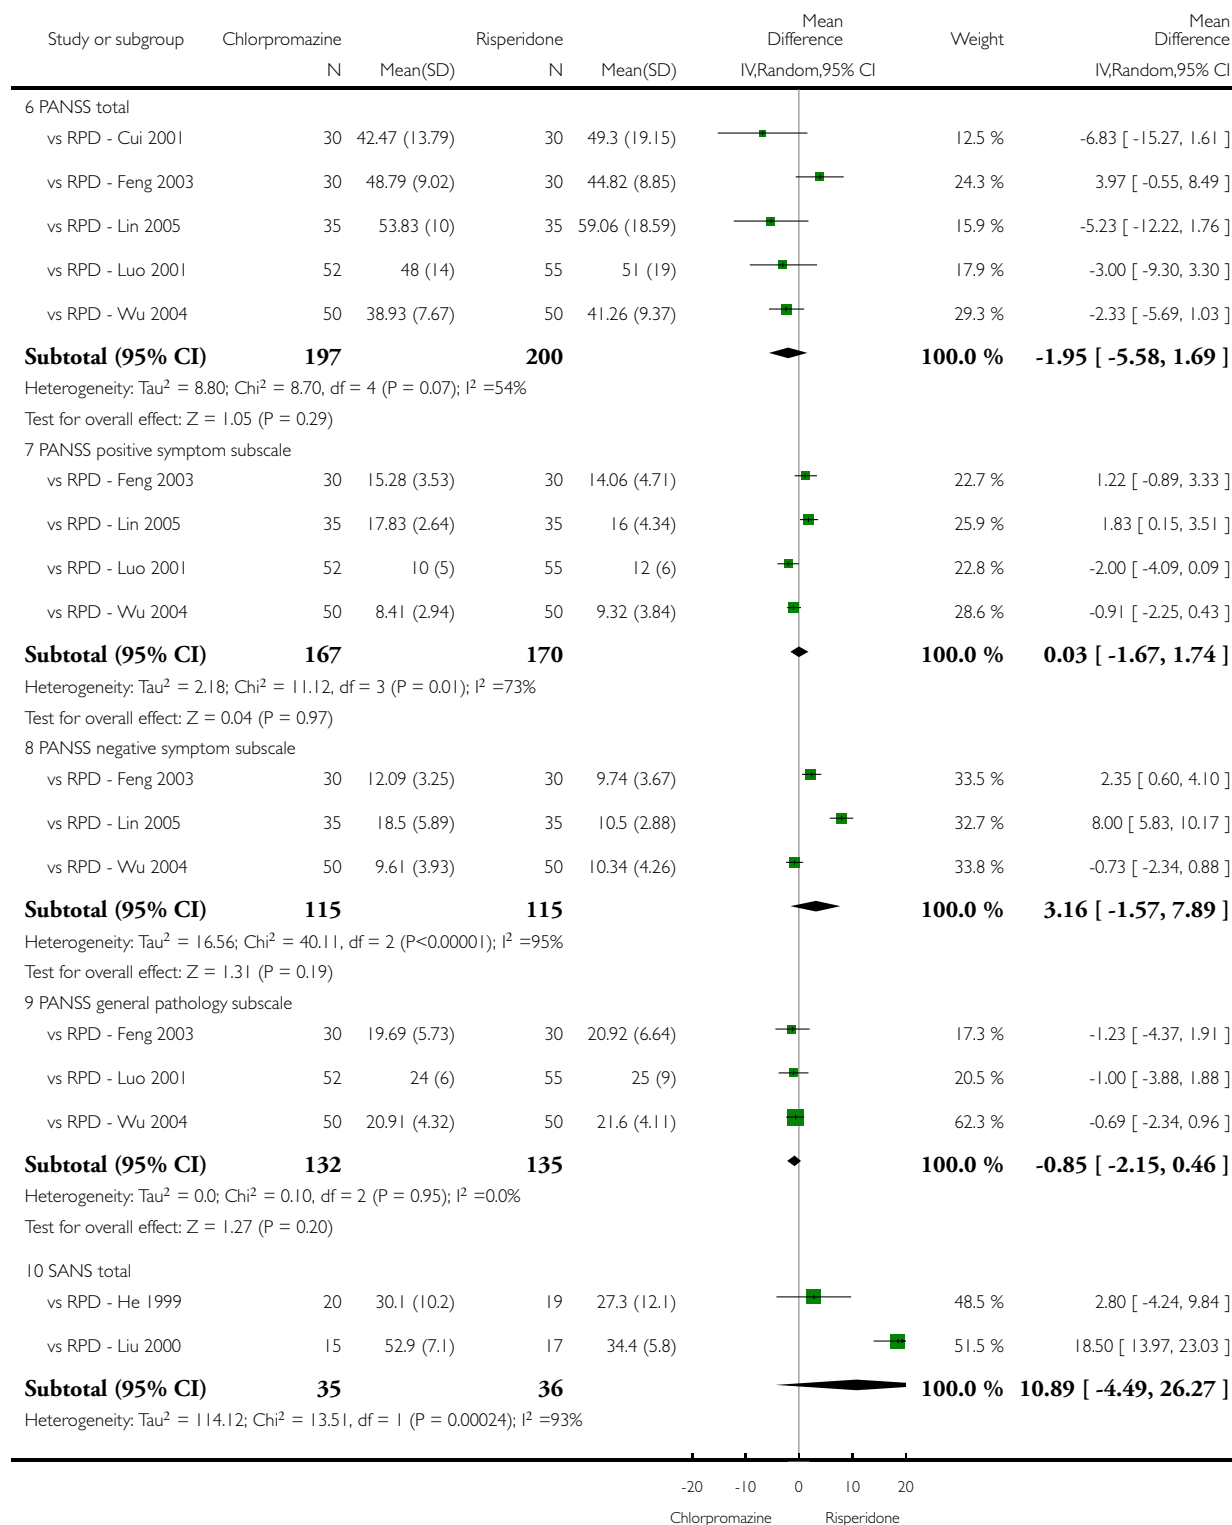 Study or subgroup Chlorpromazine Risperidone Mean Difference Weight Mean Difference
N Mean(SD) N Mean(SD) IV,Random,95% CI IV,Random,95% CI
6 PANSS total
vs RPD - Cui 2001 30 42.47 (13.79) 30 49.3 (19.15) 12.5 % -6.83 [ -15.27, 1.61 ]
vs RPD - Feng 2003 30 48.79 (9.02) 30 44.82 (8.85) 24.3 % 3.97 [ -0.55, 8.49 ]
vs RPD - Lin 2005 35 53.83 (10) 35 59.06 (18.59) 15.9 % -5.23 [ -12.22, 1.76 ]
vs RPD - Luo 2001 52 48 (14) 55 51 (19) 17.9 % -3.00 [ -9.30, 3.30 ]
vs RPD - Wu 2004 50 38.93 (7.67) 50 41.26 (9.37) 29.3 % -2.33 [ -5.69, 1.03 ]
Subtotal (95% CI) 197 200 100.0 % -1.95 [ -5.58, 1.69 ]
Heterogeneity: Tau² = 8.80; Chi² = 8.70, df = 4 (P = 0.07); I² =54%
Test for overall effect: Z = 1.05 (P = 0.29)
7 PANSS positive symptom subscale
vs RPD - Feng 2003 30 15.28 (3.53) 30 14.06 (4.71) 22.7 % 1.22 [ -0.89, 3.33 ]
vs RPD - Lin 2005 35 17.83 (2.64) 35 16 (4.34) 25.9 % 1.83 [ 0.15, 3.51 ]
vs RPD - Luo 2001 52 10 (5) 55 12 (6) 22.8 % -2.00 [ -4.09, 0.09 ]
vs RPD - Wu 2004 50 8.41 (2.94) 50 9.32 (3.84) 28.6 % -0.91 [ -2.25, 0.43 ]
Subtotal (95% CI) 167 170 100.0 % 0.03 [ -1.67, 1.74 ]
Heterogeneity: Tau² = 2.18; Chi² = 11.12, df = 3 (P = 0.01); I² =73%
Test for overall effect: Z = 0.04 (P = 0.97)
8 PANSS negative symptom subscale
vs RPD - Feng 2003 30 12.09 (3.25) 30 9.74 (3.67) 33.5 % 2.35 [ 0.60, 4.10 ]
vs RPD - Lin 2005 35 18.5 (5.89) 35 10.5 (2.88) 32.7 % 8.00 [ 5.83, 10.17 ]
vs RPD - Wu 2004 50 9.61 (3.93) 50 10.34 (4.26) 33.8 % -0.73 [ -2.34, 0.88 ]
Subtotal (95% CI) 115 115 100.0 % 3.16 [ -1.57, 7.89 ]
Heterogeneity: Tau² = 16.56; Chi² = 40.11, df = 2 (P<0.00001); I² =95%
Test for overall effect: Z = 1.31 (P = 0.19)
9 PANSS general pathology subscale
vs RPD - Feng 2003 30 19.69 (5.73) 30 20.92 (6.64) 17.3 % -1.23 [ -4.37, 1.91 ]
vs RPD - Luo 2001 52 24 (6) 55 25 (9) 20.5 % -1.00 [ -3.88, 1.88 ]
vs RPD - Wu 2004 50 20.91 (4.32) 50 21.6 (4.11) 62.3 % -0.69 [ -2.34, 0.96 ]
Subtotal (95% CI) 132 135 100.0 % -0.85 [ -2.15, 0.46 ]
Heterogeneity: Tau² = 0.0; Chi² = 0.10, df = 2 (P = 0.95); I² =0.0%
Test for overall effect: Z = 1.27 (P = 0.20)
10 SANS total
vs RPD - He 1999 20 30.1 (10.2) 19 27.3 (12.1) 48.5 % 2.80 [ -4.24, 9.84 ]
vs RPD - Liu 2000 15 52.9 (7.1) 17 34.4 (5.8) 51.5 % 18.50 [ 13.97, 23.03 ]
Subtotal (95% CI) 35 36 100.0 % 10.89 [ -4.49, 26.27 ]
Heterogeneity: Tau² = 114.12; Chi² = 13.51, df = 1 (P = 0.00024); I² =93%
-20 -10 0 10 20
Chlorpromazine Risperidone